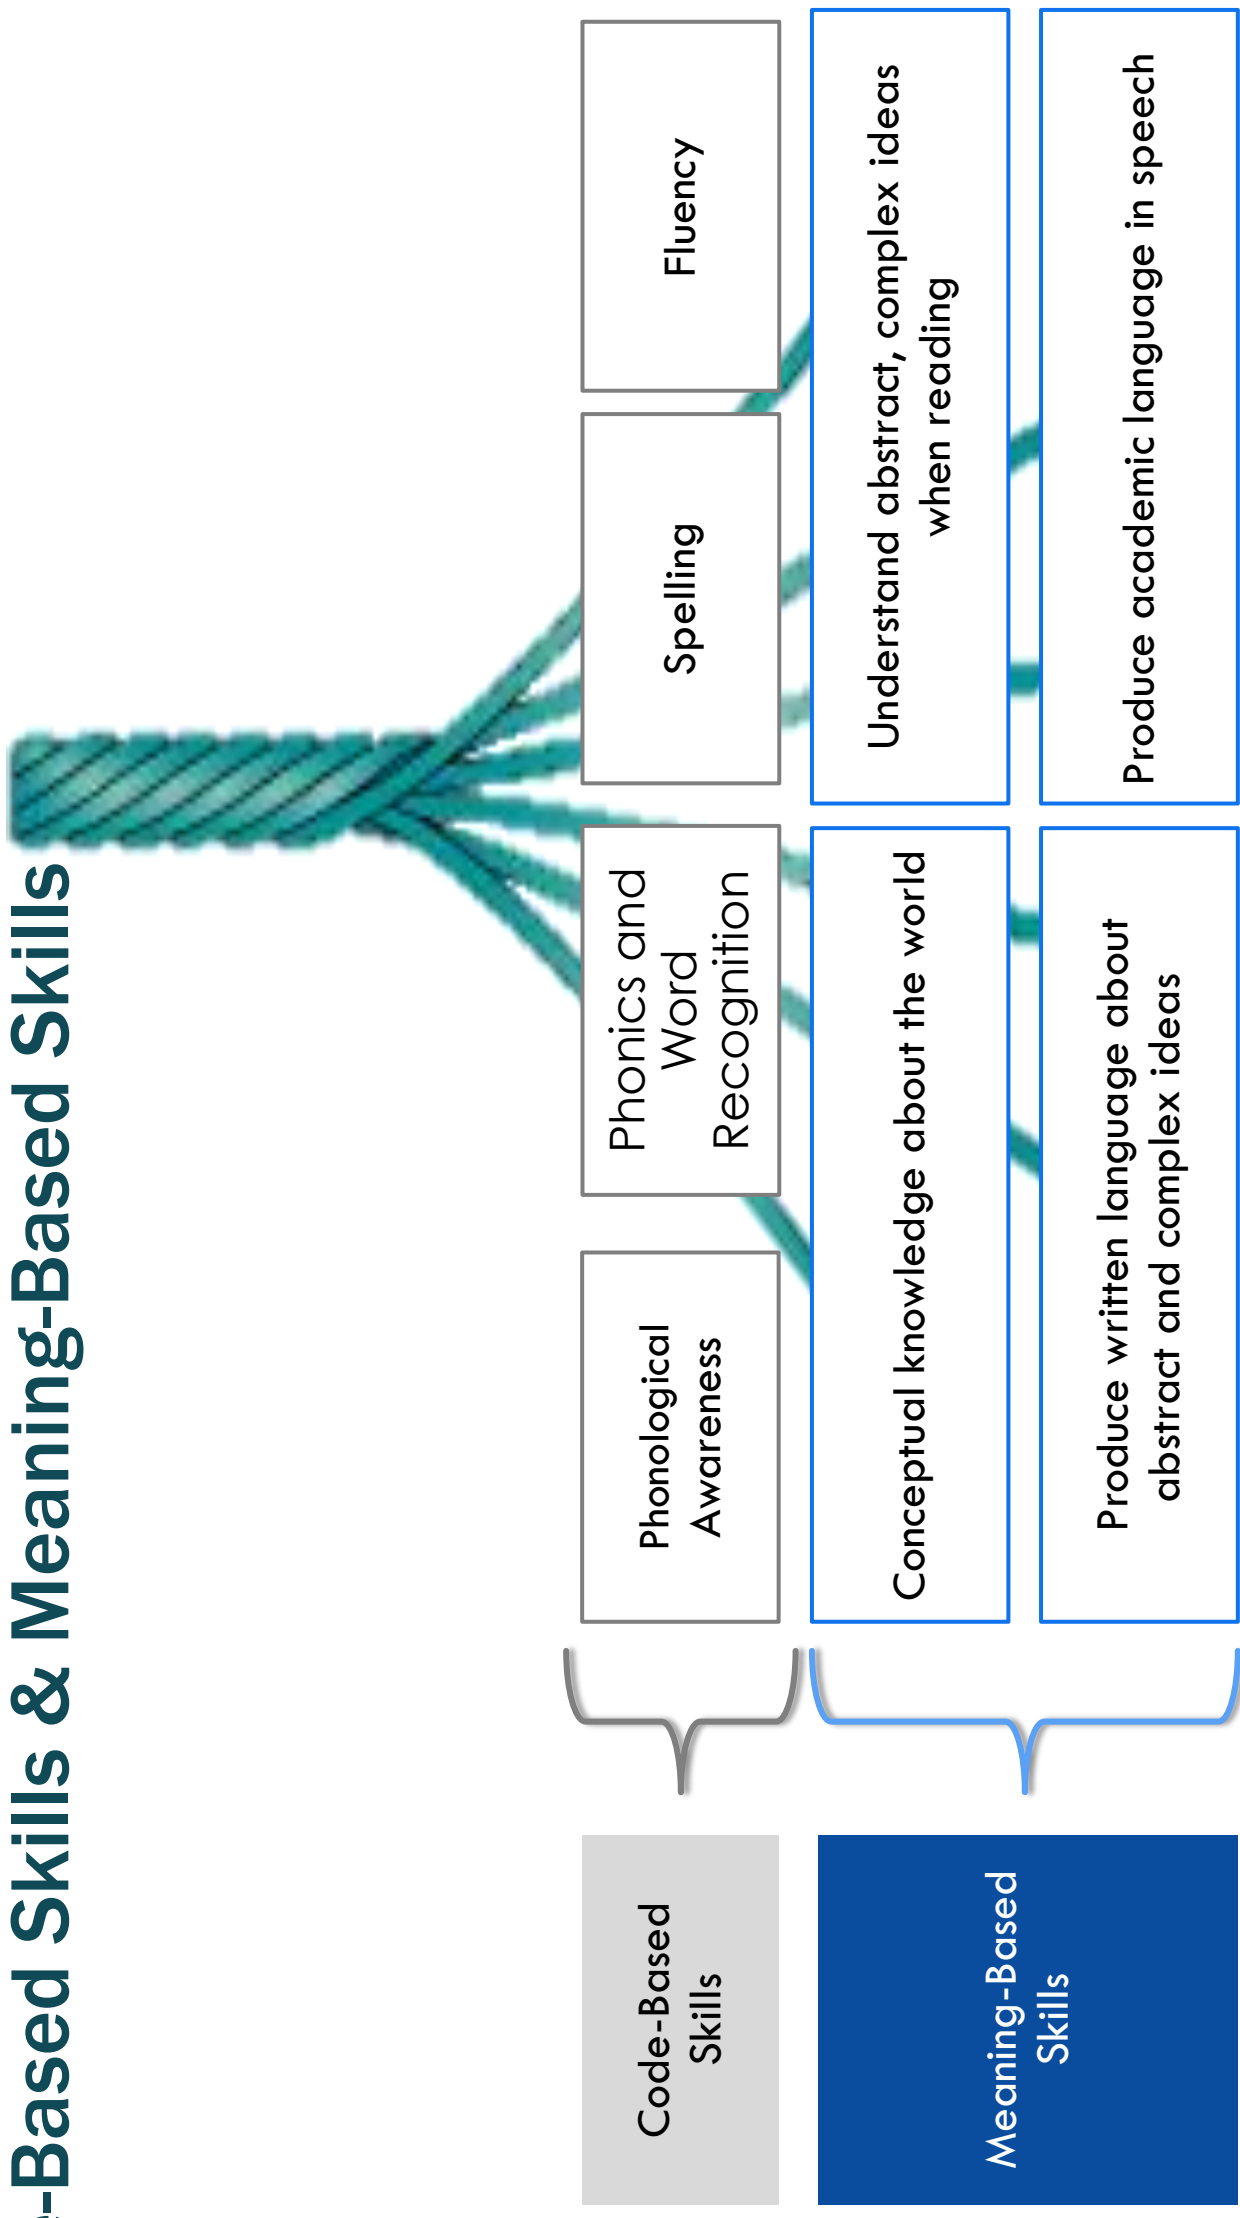 -Based Skills & Meaning-Based Skills
Code-Based
Skills
Phonological
Awareness
Phonics and
Word
Recognition
Spelling
Fluency
Meaning-Based
Skills
Conceptual knowledge about the world
Understand abstract, complex ideas
when reading
Produce written language about
abstract and complex ideas
Produce academic language in speech